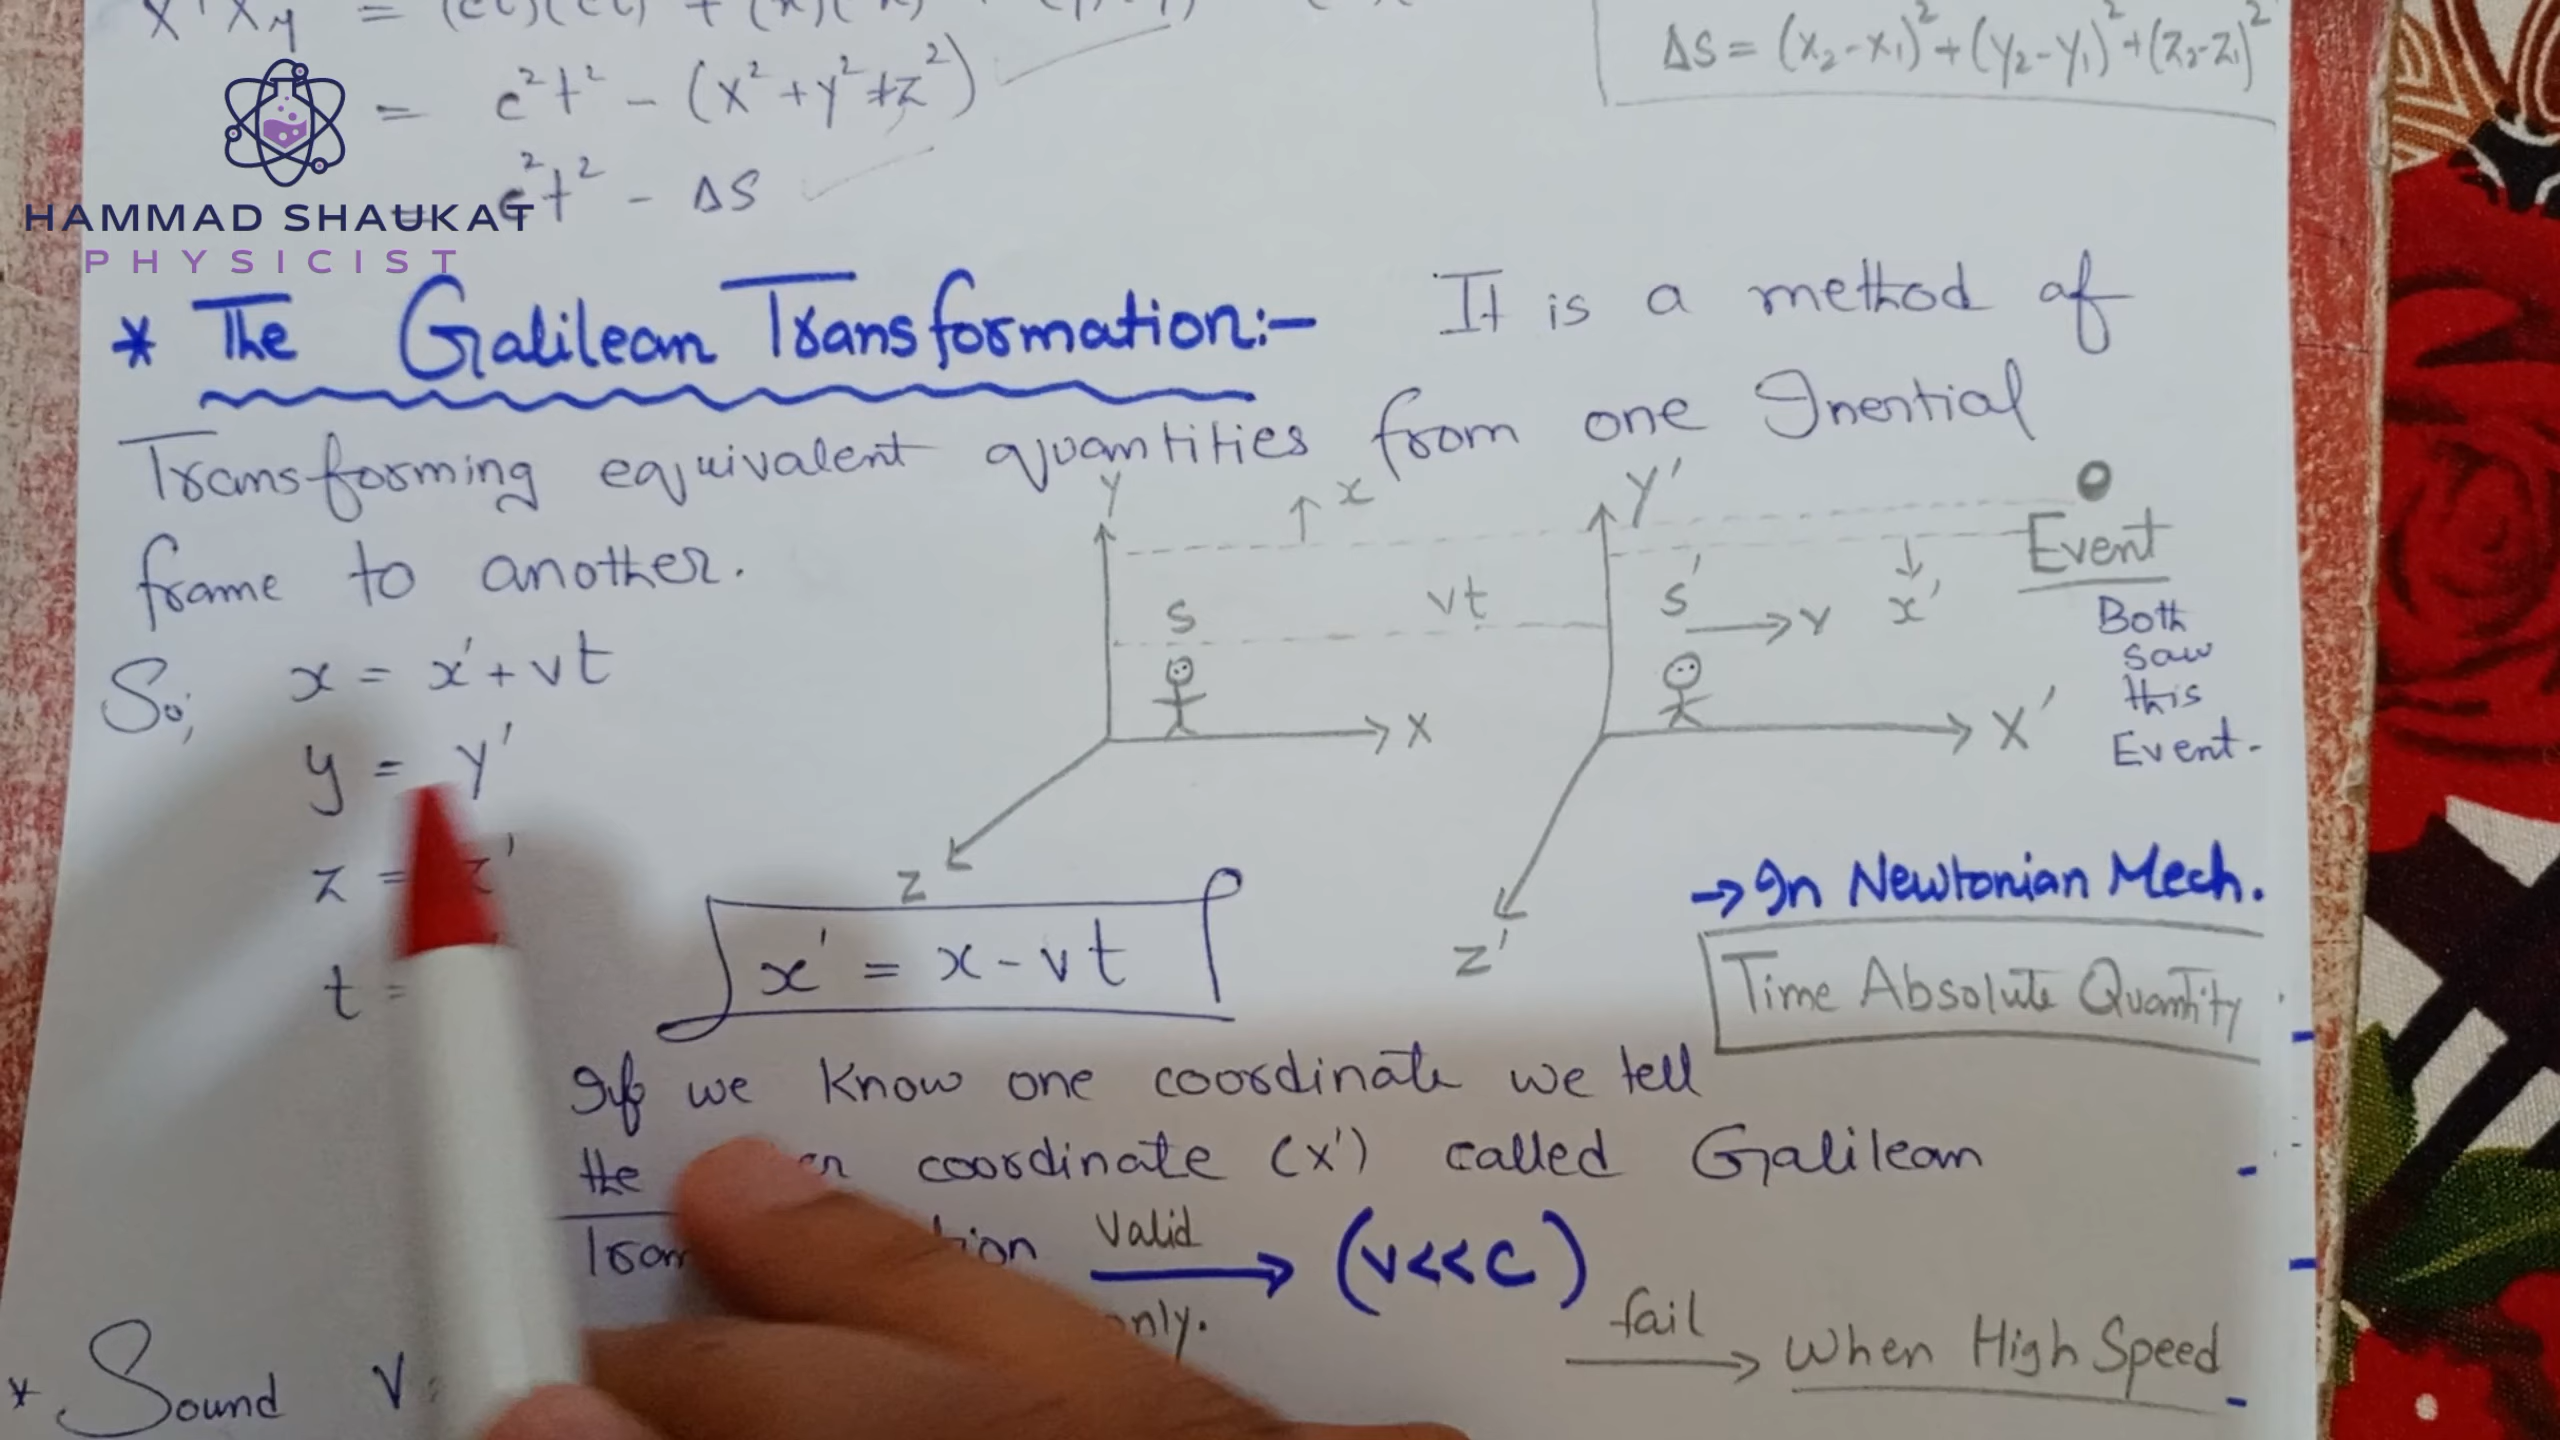 = c²t² - (x² + y² + z²)
ΔS = (x₂-x₁)² + (y₂-y₁)² + (z₂-z₁)²
c²t² - ΔS
HAMMAD SHAUKAT
PHYSICIST
* The Galilean Transformation:- It is a method of
Transforming equivalent quantities from one Inertial
frame to another.
Y x Y'
Event
S vt S' → v x'
Both
saw
this
Event-
So; x = x' + vt
y = y'
z = z'
t =
X X'
Z Z'
x' = x - vt
→ In Newtonian Mech.
Time Absolute Quantity
If we know one coordinate we tell
the coordinate (x') called Galilean
valid → (v<<c)
only.
fail → when High Speed
* Sound V